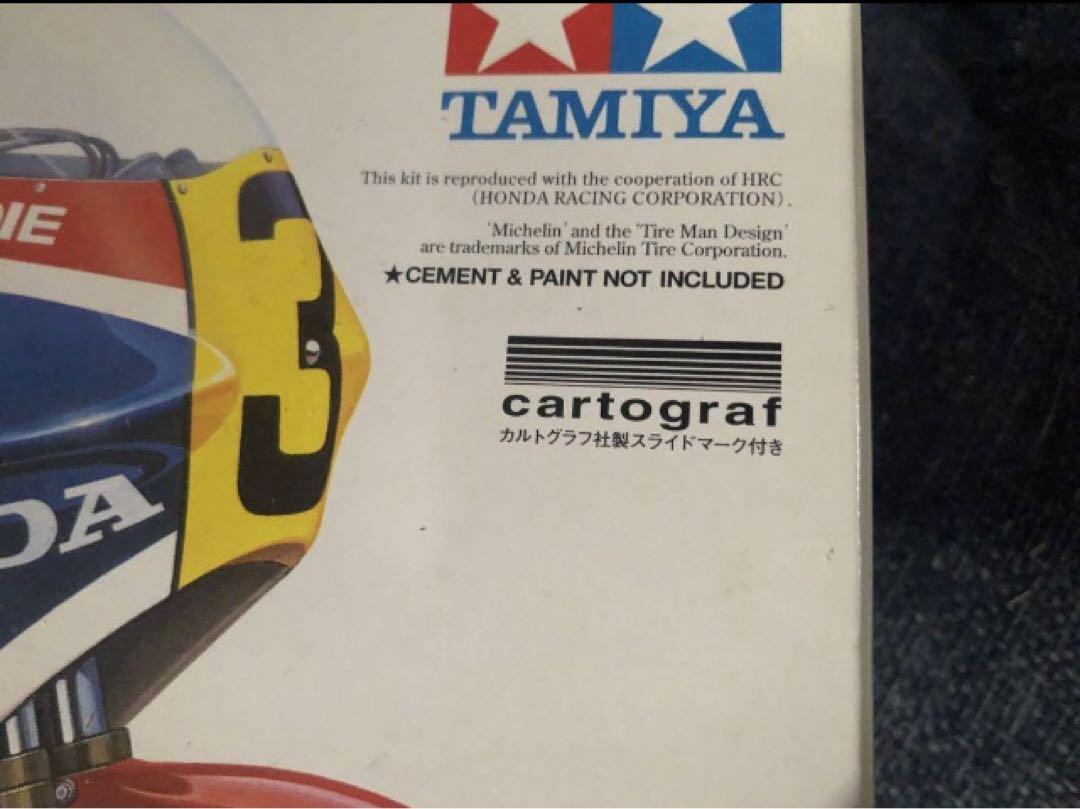 TAMIYA
This kit is reproduced with the cooperation of HRC
(HONDA RACING CORPORATION).
'Michelin' and the 'Tire Man Design'
are trademarks of Michelin Tire Corporation.
★CEMENT & PAINT NOT INCLUDED
cartograf
カルトグラフ社製スライドマーク付き
DIE
3
DA